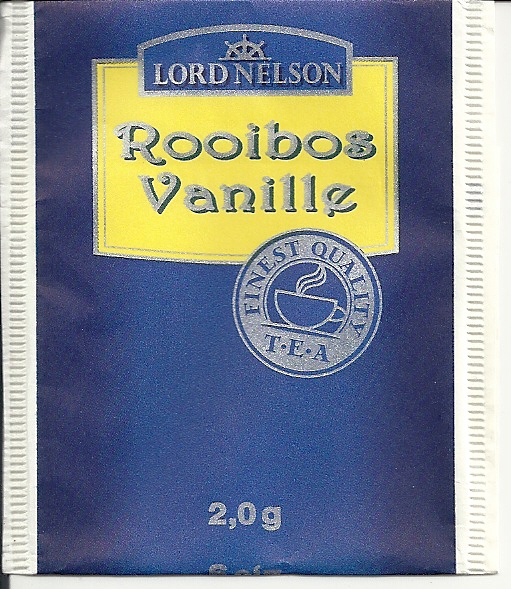 LORD NELSON
Rooibos
Vanille
FINEST QUALITY
T·E·A
2,0g